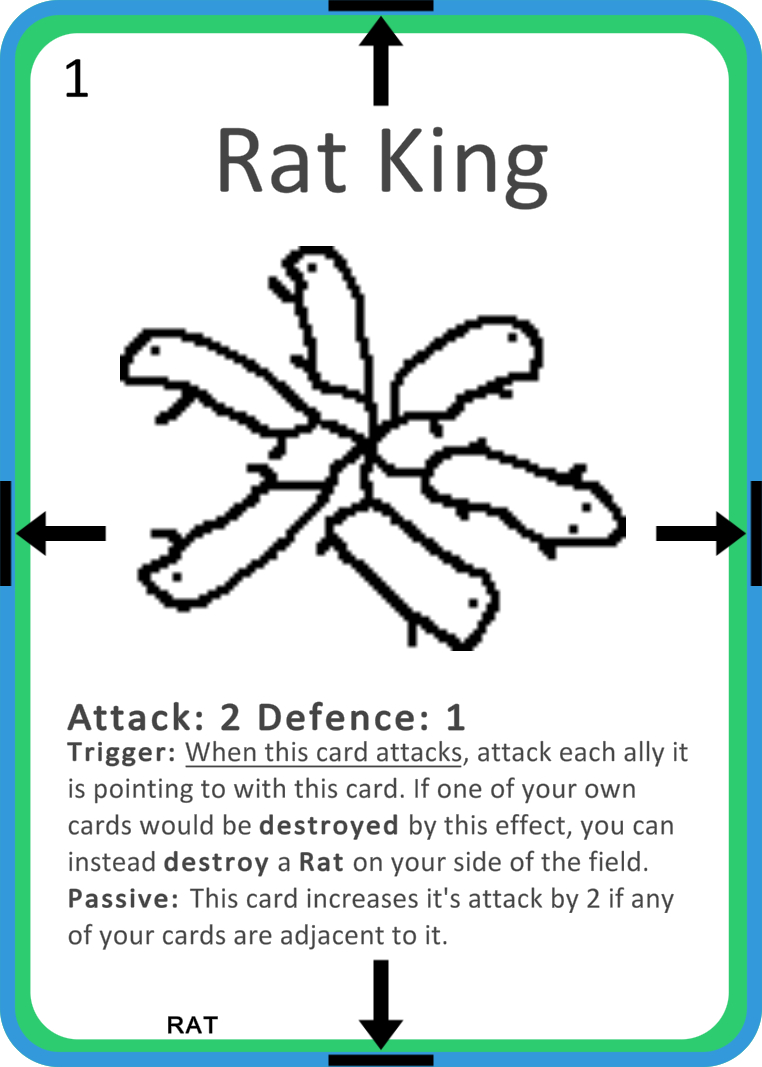 1
Rat King
Attack: 2 Defence: 1
Trigger: When this card attacks, attack each ally it
is pointing to with this card. If one of your own
cards would be destroyed by this effect, you can
instead destroy a Rat on your side of the field.
Passive: This card increases it's attack by 2 if any
of your cards are adjacent to it.
RAT